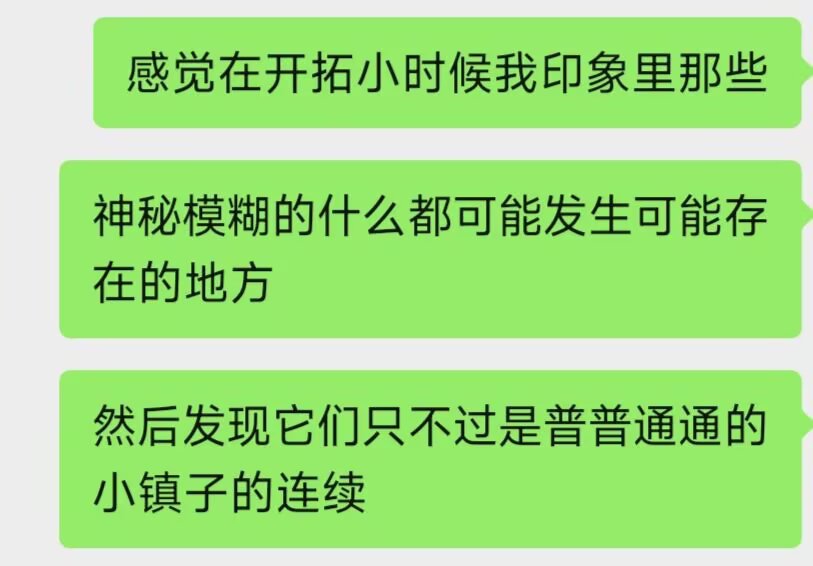 感觉在开拓小时候我印象里那些
神秘模糊的什么都可能发生可能存
在的地方
然后发现它们只不过是普普通通的
小镇子的连续